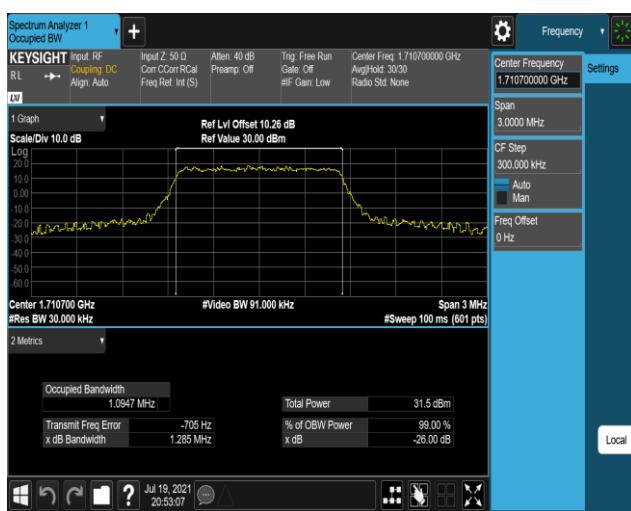 Spectrum Analyzer 1
Occupied BW
Frequency
KEYSIGHT
Input: RF
Coupling: DC
Align: Auto
RL
LXI
Input Z: 50 Ω
Corr CCorr RCal
Freq Ref: Int (S)
Atten: 40 dB
Preamp: Off
Trig: Free Run
Gate: Off
#IF Gain: Low
Center Freq: 1.710700000 GHz
Avg|Hold: 30/30
Radio Std: None
1 Graph
Scale/Div 10.0 dB
Ref Lvl Offset 10.26 dB
Ref Value 30.00 dBm
Log
20.0
10.0
0.00
-10.0
-20.0
-30.0
-40.0
-50.0
-60.0
Center 1.710700 GHz
#Res BW 30.000 kHz
#Video BW 91.000 kHz
Span 3 MHz
#Sweep 100 ms (601 pts)
2 Metrics
Occupied Bandwidth
1.0947 MHz
Transmit Freq Error -705 Hz
x dB Bandwidth 1.285 MHz
Total Power 31.5 dBm
% of OBW Power 99.00 %
x dB -26.00 dB
Center Frequency
1.710700000 GHz
Span
3.0000 MHz
CF Step
300.000 kHz
Auto
Man
Freq Offset
0 Hz
Settings
Local
?
Jul 19, 2021
20:53:07